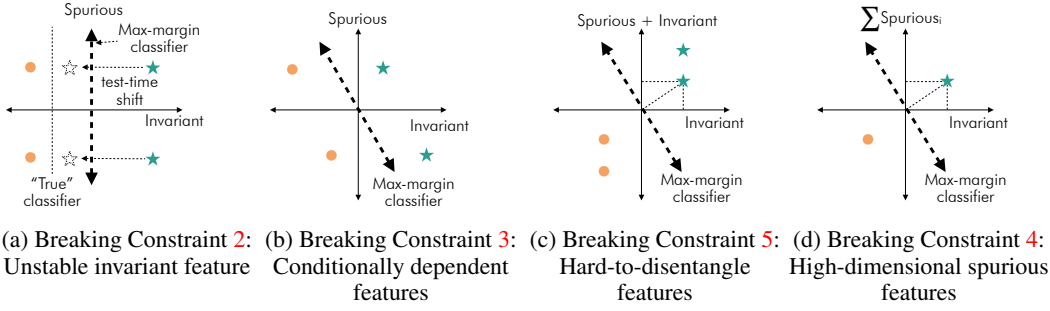 Spurious
Max-margin
classifier
test-time
shift
Invariant
“True”
classifier
(a) Breaking Constraint 2:
Unstable invariant feature
Spurious
Invariant
Max-margin
classifier
(b) Breaking Constraint 3:
Conditionally dependent
features
Spurious + Invariant
Invariant
Max-margin
classifier
(c) Breaking Constraint 5:
Hard-to-disentangle
features
∑Spuriousᵢ
Invariant
Max-margin
classifier
(d) Breaking Constraint 4:
High-dimensional spurious
features